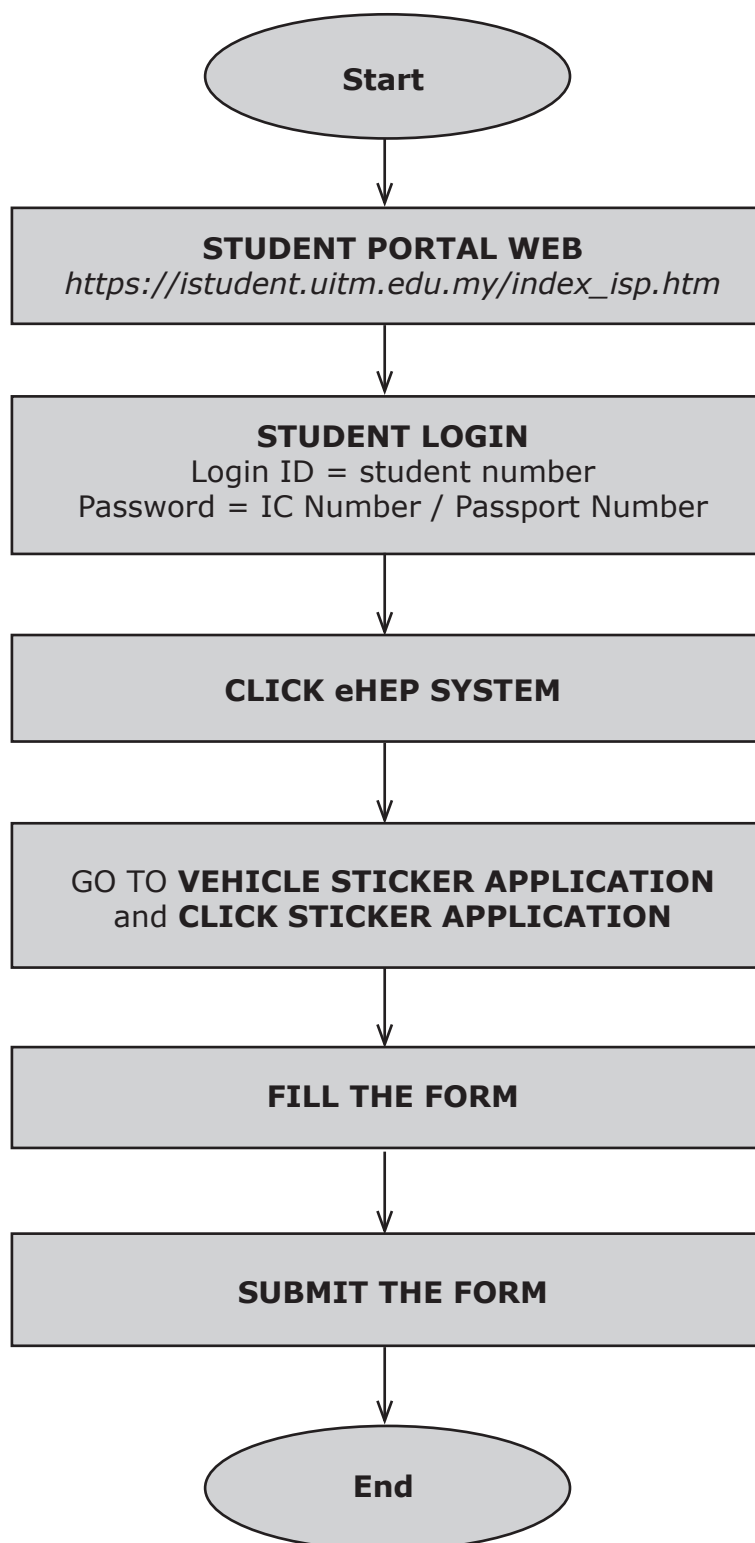 Start
STUDENT PORTAL WEB
https://istudent.uitm.edu.my/index_isp.htm
STUDENT LOGIN
Login ID = student number
Password = IC Number / Passport Number
CLICK eHEP SYSTEM
GO TO VEHICLE STICKER APPLICATION
and CLICK STICKER APPLICATION
FILL THE FORM
SUBMIT THE FORM
End